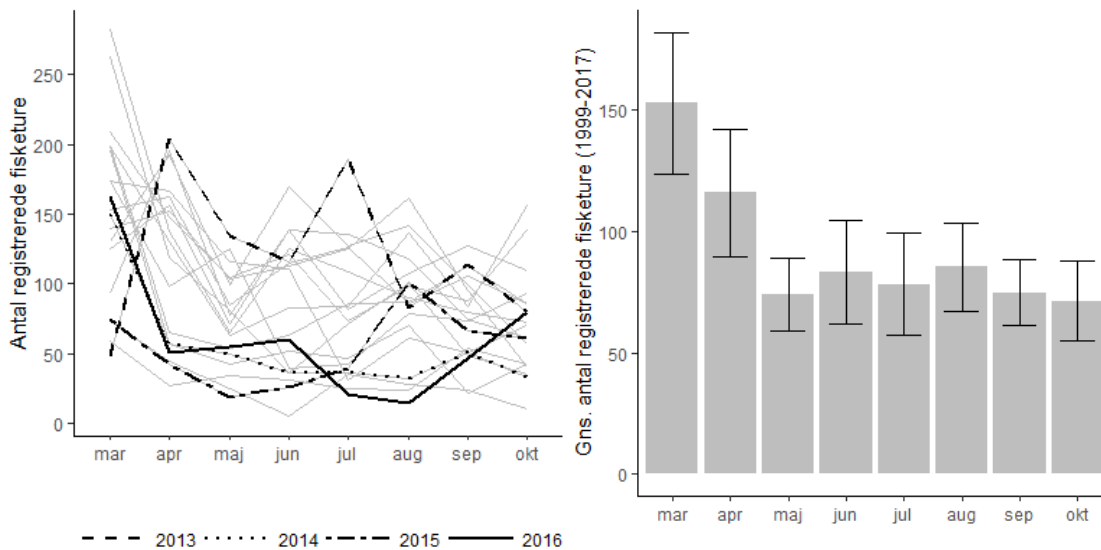 Antal registrerede fisketure
250
200
150
100
50
0
mar apr maj jun jul aug sep okt
2013 2014 2015 2016
Gns. antal registrerede fisketure (1999-2017)
150
100
50
0
mar apr maj jun jul aug sep okt